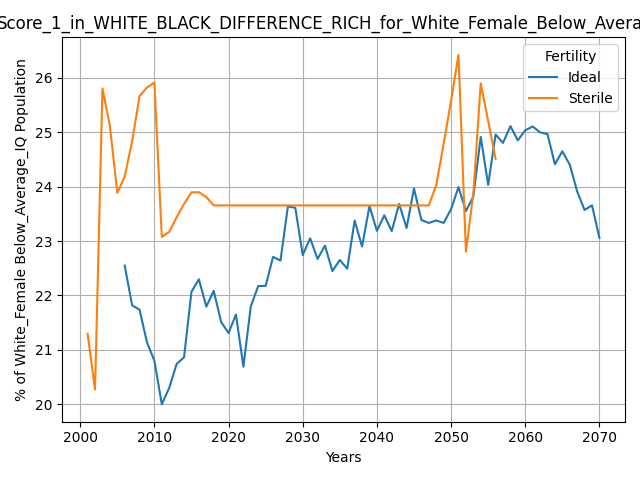 Score_1_in_WHITE_BLACK_DIFFERENCE_RICH_for_White_Female_Below_Avera
Fertility
Ideal
Sterile
% of White_Female Below_Average_IQ Population
26
25
24
23
22
21
20
2000 2010 2020 2030 2040 2050 2060 2070
Years